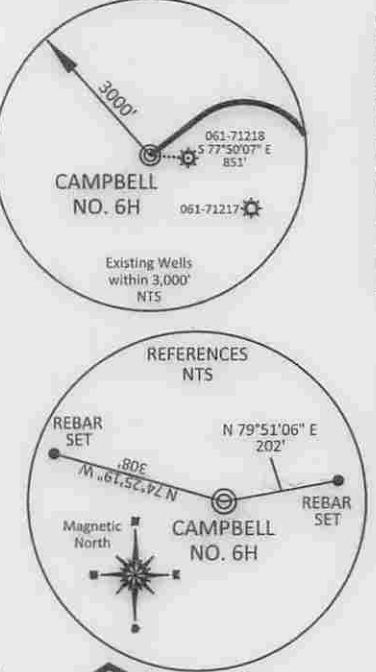 3000'
061-71218
S 77°50'07" E
851'
CAMPBELL
NO. 6H
061-71217
Existing Wells
within 3,000'
NTS
REFERENCES
NTS
REBAR
SET
N 79°51'06" E
202'
N 74°25'19" W
308'
REBAR
SET
Magnetic
North
CAMPBELL
NO. 6H